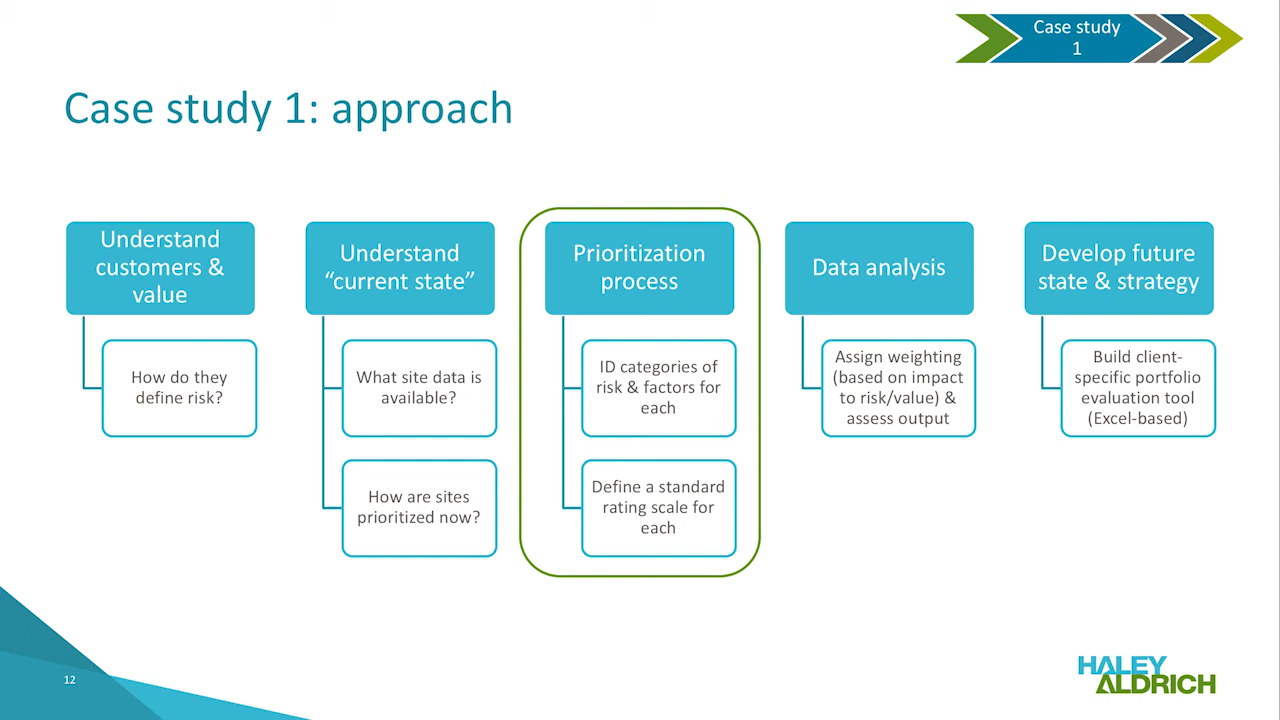 Case study
1
Case study 1: approach
Understand
customers &
value
How do they
define risk?
Understand
“current state”
What site data is
available?
How are sites
prioritized now?
Prioritization
process
ID categories of
risk & factors for
each
Define a standard
rating scale for
each
Data analysis
Assign weighting
(based on impact
to risk/value) &
assess output
Develop future
state & strategy
Build client-
specific portfolio
evaluation tool
(Excel-based)
12
HALEY
ALDRICH